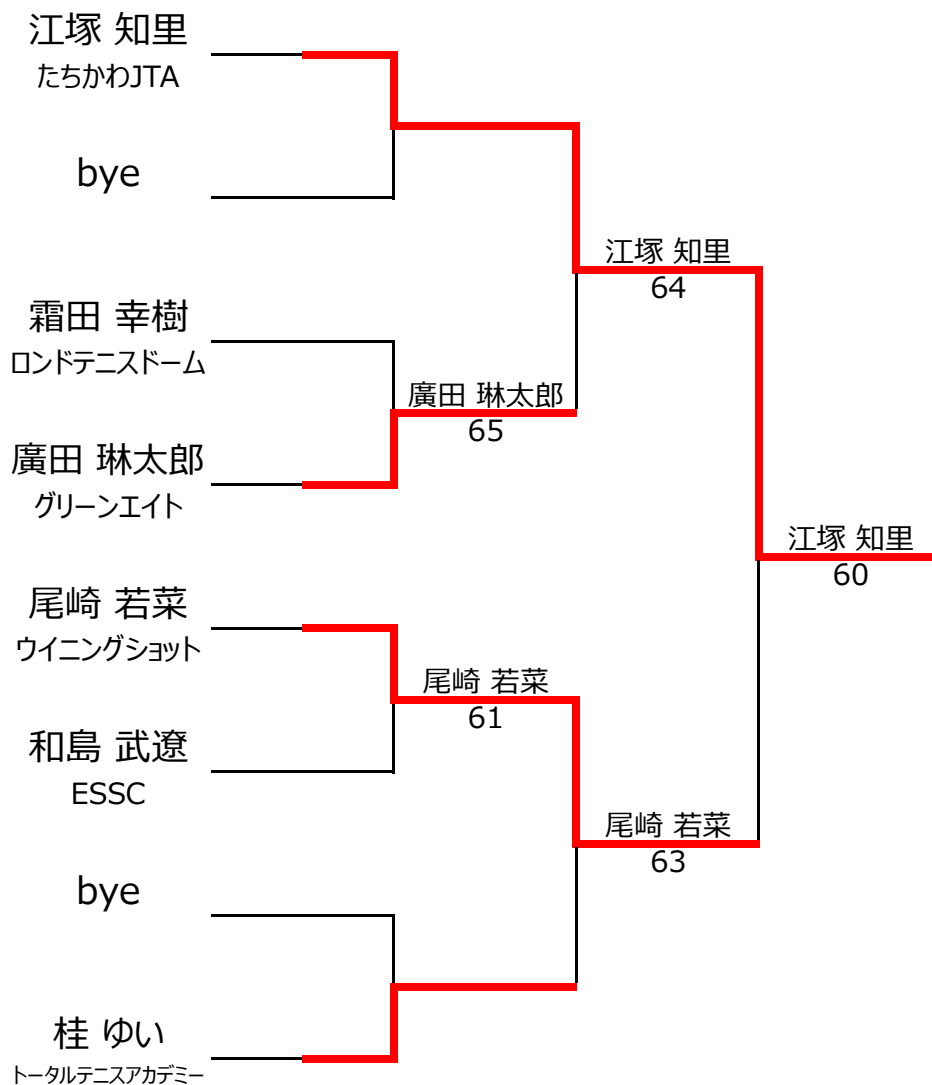 江塚 知里
たちかわJTA
bye
霜田 幸樹
ロンドテニスドーム
廣田 琳太郎
グリーンエイト
尾崎 若菜
ウイニングショット
和島 武遼
ESSC
bye
桂 ゆい
トータルテニスアカデミー
廣田 琳太郎
65
尾崎 若菜
61
江塚 知里
64
尾崎 若菜
63
江塚 知里
60